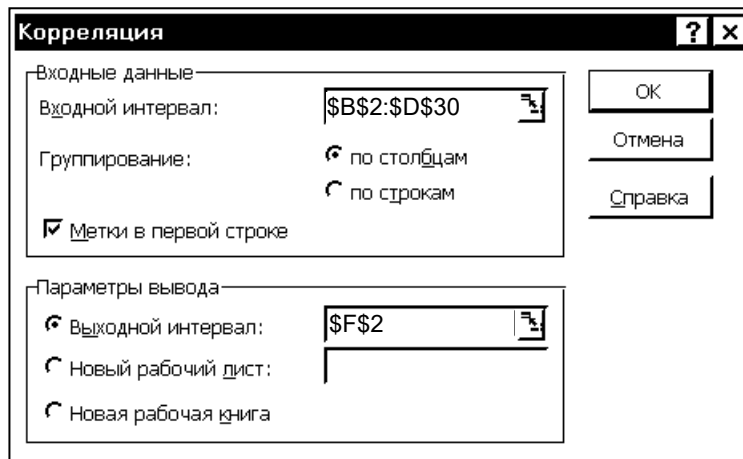 Корреляция
Входные данные
Входной интервал: $B$2:$D$30
Группирование: по столбцам
по строкам
Метки в первой строке
Параметры вывода
Выходной интервал: $F$2
Новый рабочий лист:
Новая рабочая книга
OK
Отмена
Справка